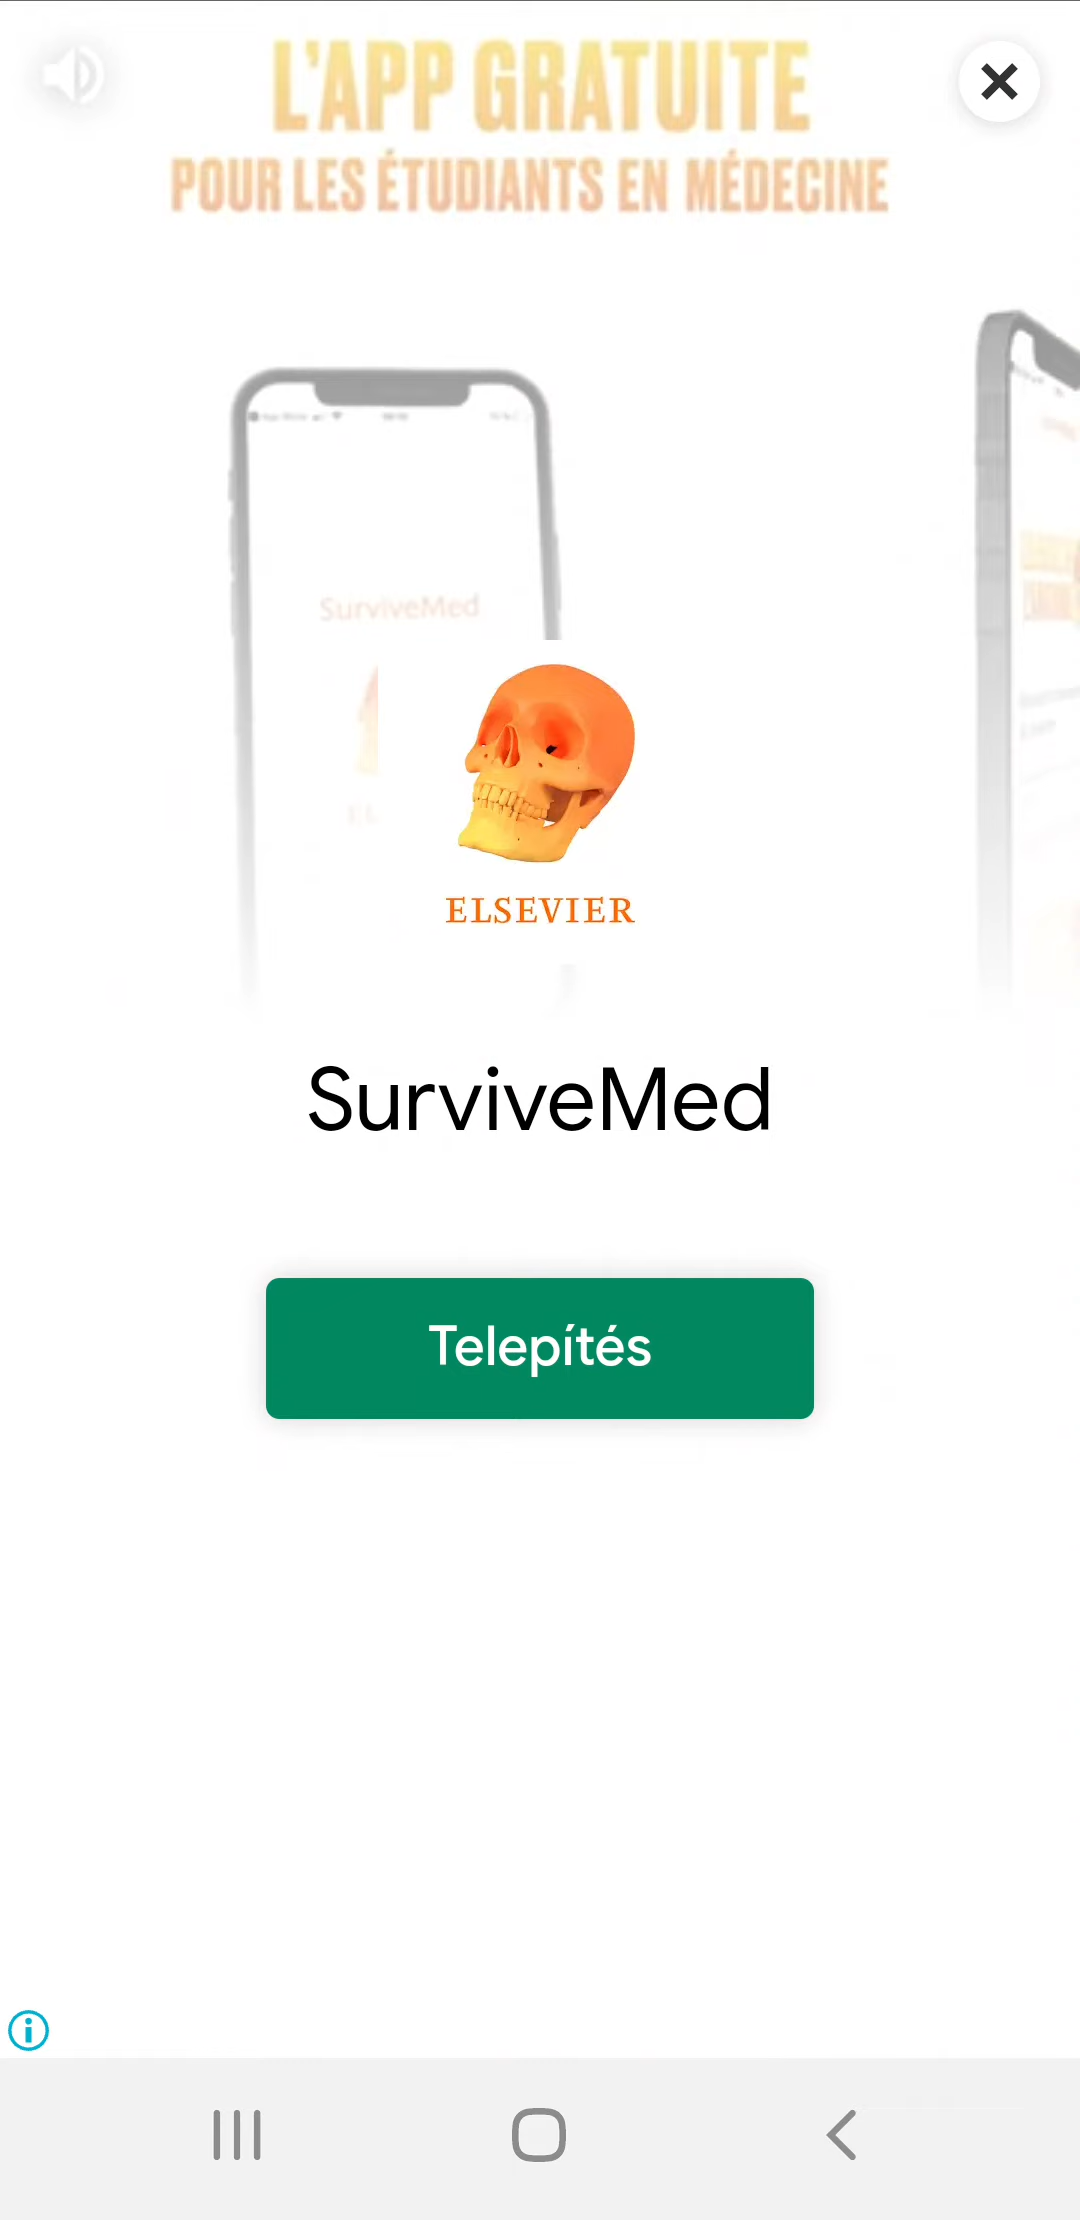 L'APP GRATUITE
POUR LES ÉTUDIANTS EN MÉDECINE
SurviveMed
ELSEVIER
SurviveMed
Telepítés